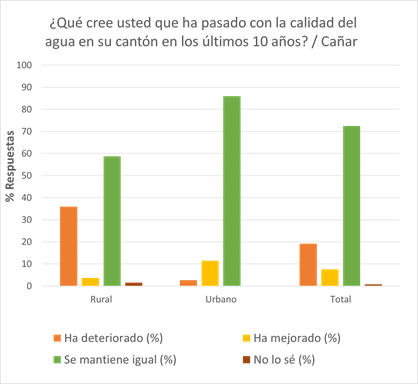 ¿Qué cree usted que ha pasado con la calidad del
agua en su cantón en los últimos 10 años? / Cañar
% Respuestas
100
90
80
70
60
50
40
30
20
10
0
Rural
Urbano
Total
Ha deteriorado (%)
Ha mejorado (%)
Se mantiene igual (%)
No lo sé (%)